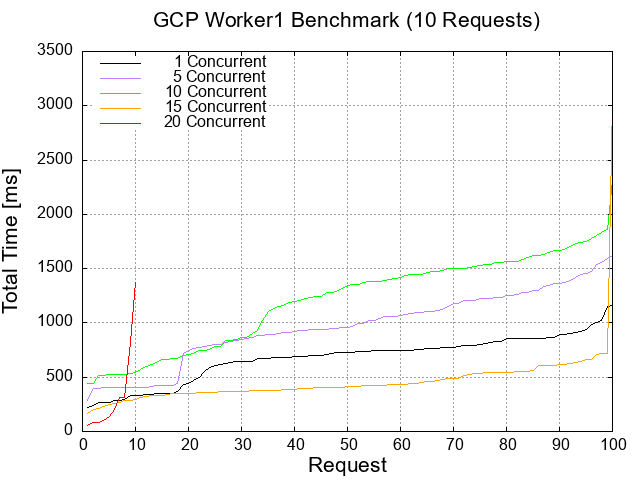 GCP Worker1 Benchmark (10 Requests)
3500
3000
2500
2000
1500
1000
500
0
1 Concurrent
5 Concurrent
10 Concurrent
15 Concurrent
20 Concurrent
Total Time [ms]
0 10 20 30 40 50 60 70 80 90 100
Request